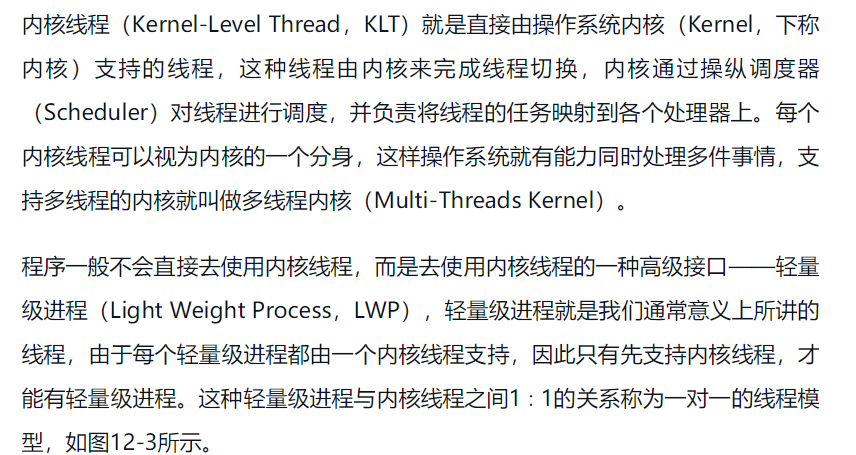 内核线程（Kernel-Level Thread，KLT）就是直接由操作系统内核（Kernel，下称
内核）支持的线程，这种线程由内核来完成线程切换，内核通过操纵调度器
（Scheduler）对线程进行调度，并负责将线程的任务映射到各个处理器上。每个
内核线程可以视为内核的一个分身，这样操作系统就有能力同时处理多件事情，支
持多线程的内核就叫做多线程内核（Multi-Threads Kernel）。
程序一般不会直接去使用内核线程，而是去使用内核线程的一种高级接口——轻量
级进程（Light Weight Process，LWP），轻量级进程就是我们通常意义上所讲的
线程，由于每个轻量级进程都由一个内核线程支持，因此只有先支持内核线程，才
能有轻量级进程。这种轻量级进程与内核线程之间1：1的关系称为一对一的线程模
型，如图12-3所示。